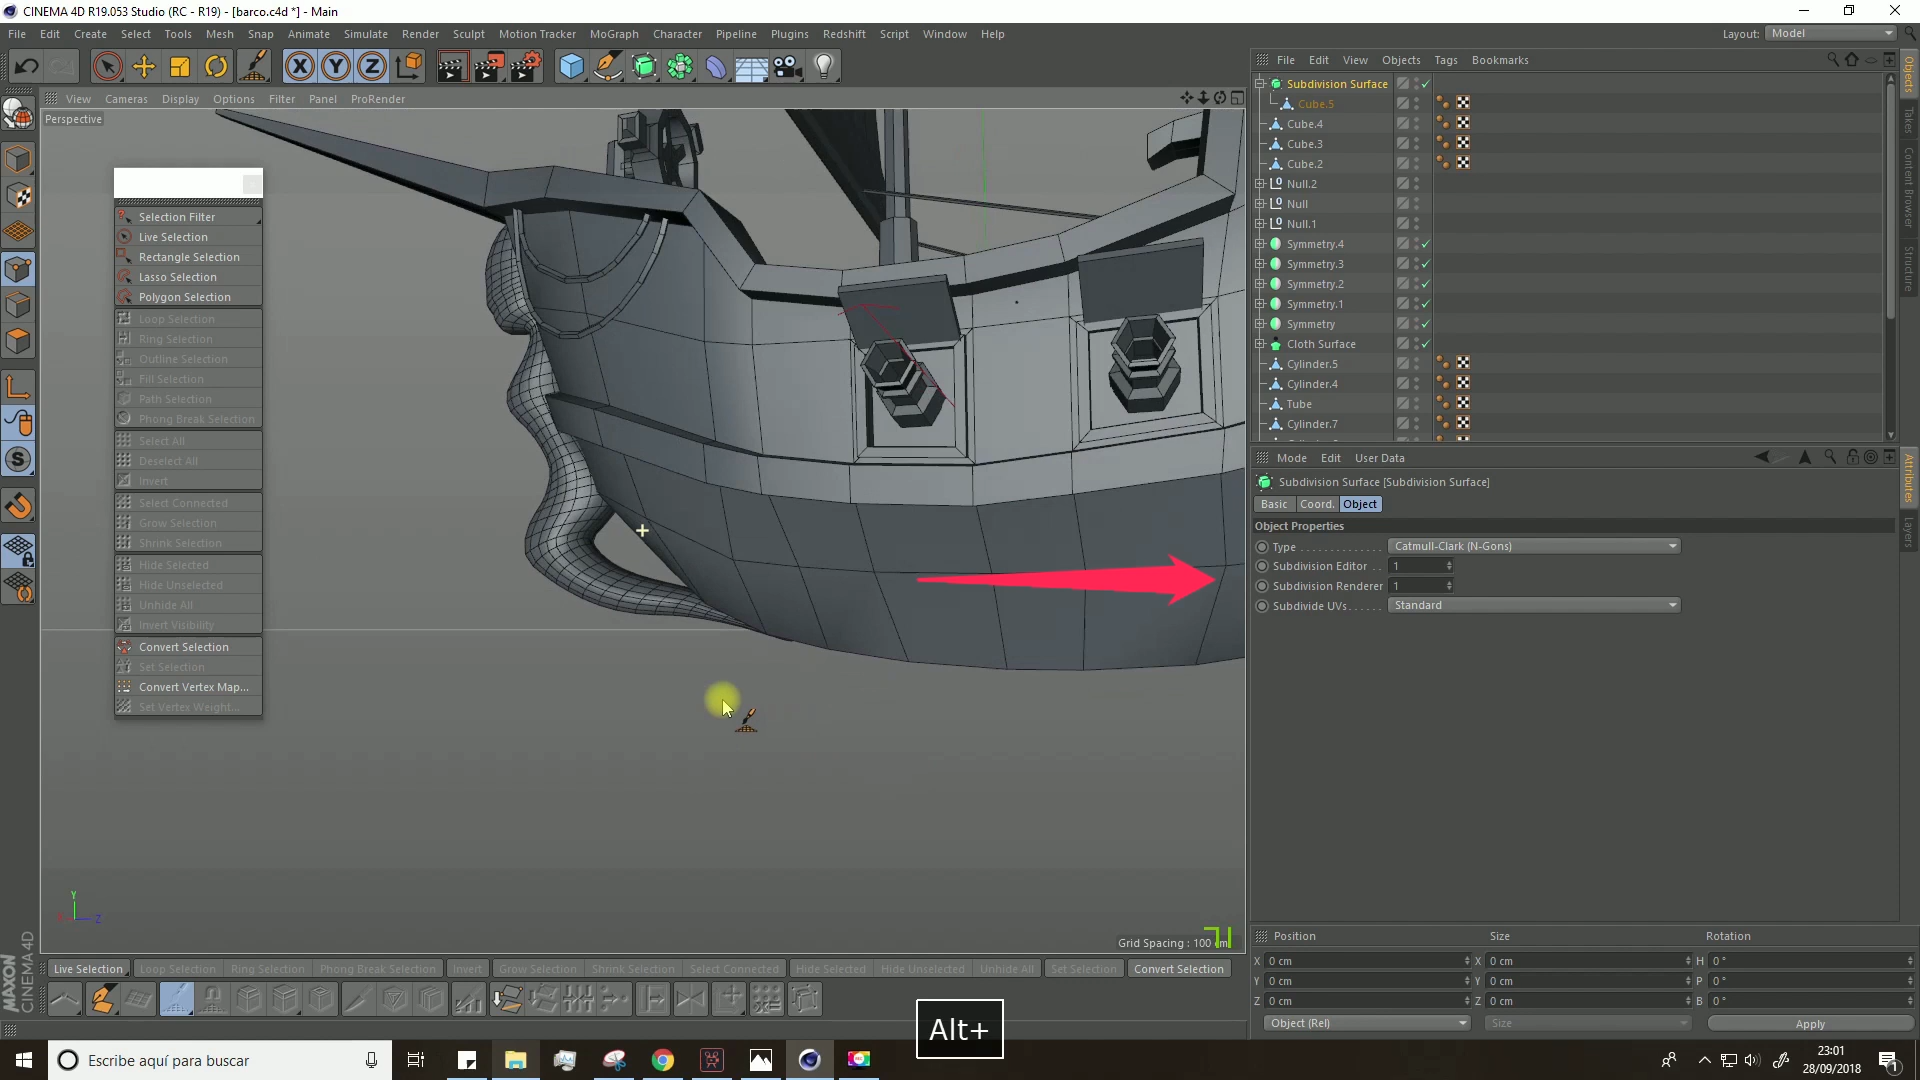 CINEMA 4D R19.053 Studio (RC - R19) - [barco.c4d *] - Main
File Edit Create Select Tools Mesh Snap Animate Simulate Render Sculpt Motion Tracker MoGraph Character Pipeline Plugins Redshift Script Window Help
Layout: Model
View Cameras Display Options Filter Panel ProRender
Perspective
Selection Filter
Live Selection
Rectangle Selection
Lasso Selection
Polygon Selection
Loop Selection
Ring Selection
Outline Selection
Fill Selection
Path Selection
Phong Break Selection
Select All
Deselect All
Invert
Select Connected
Grow Selection
Shrink Selection
Hide Selected
Hide Unselected
Unhide All
Invert Visibility
Convert Selection
Set Selection
Convert Vertex Map...
Set Vertex Weight...
Y
Z
Grid Spacing : 100 cm
File Edit View Objects Tags Bookmarks
Subdivision Surface
Cube.5
Cube.4
Cube.3
Cube.2
Null.2
Null
Null.1
Symmetry.4
Symmetry.3
Symmetry.2
Symmetry.1
Symmetry
Cloth Surface
Cylinder.5
Cylinder.4
Tube
Cylinder.7
Objects
Takes
Content Browser
Structure
Mode Edit User Data
Subdivision Surface [Subdivision Surface]
Basic Coord. Object
Object Properties
Type Catmull-Clark (N-Gons)
Subdivision Editor 1
Subdivision Renderer 1
Subdivide UVs Standard
Attributes
Layers
Position Size Rotation
X 0 cm X 0 cm H 0 °
Y 0 cm Y 0 cm P 0 °
Z 0 cm Z 0 cm B 0 °
Object (Rel) Size Apply
Live Selection Loop Selection Ring Selection Phong Break Selection Invert Grow Selection Shrink Selection Select Connected Hide Selected Hide Unselected Unhide All Set Selection Convert Selection
MAXON
CINEMA 4D
Alt+
Escribe aquí para buscar
23:01
28/09/2018
1